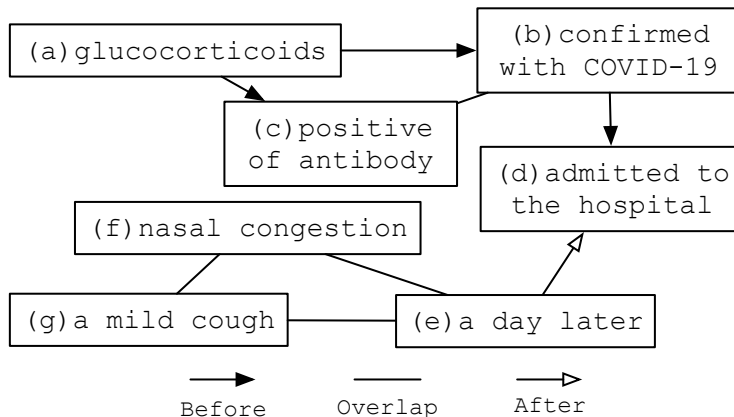 (a)glucocorticoids
(b)confirmed
with COVID-19
(c)positive
of antibody
(d)admitted to
the hospital
(f)nasal congestion
(g)a mild cough
(e)a day later
Before
Overlap
After